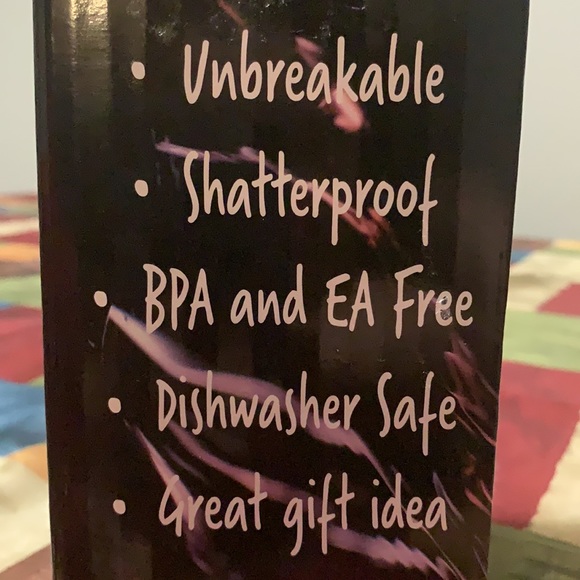 • Unbreakable
• Shatterproof
• BPA and EA Free
• Dishwasher Safe
• Great gift idea